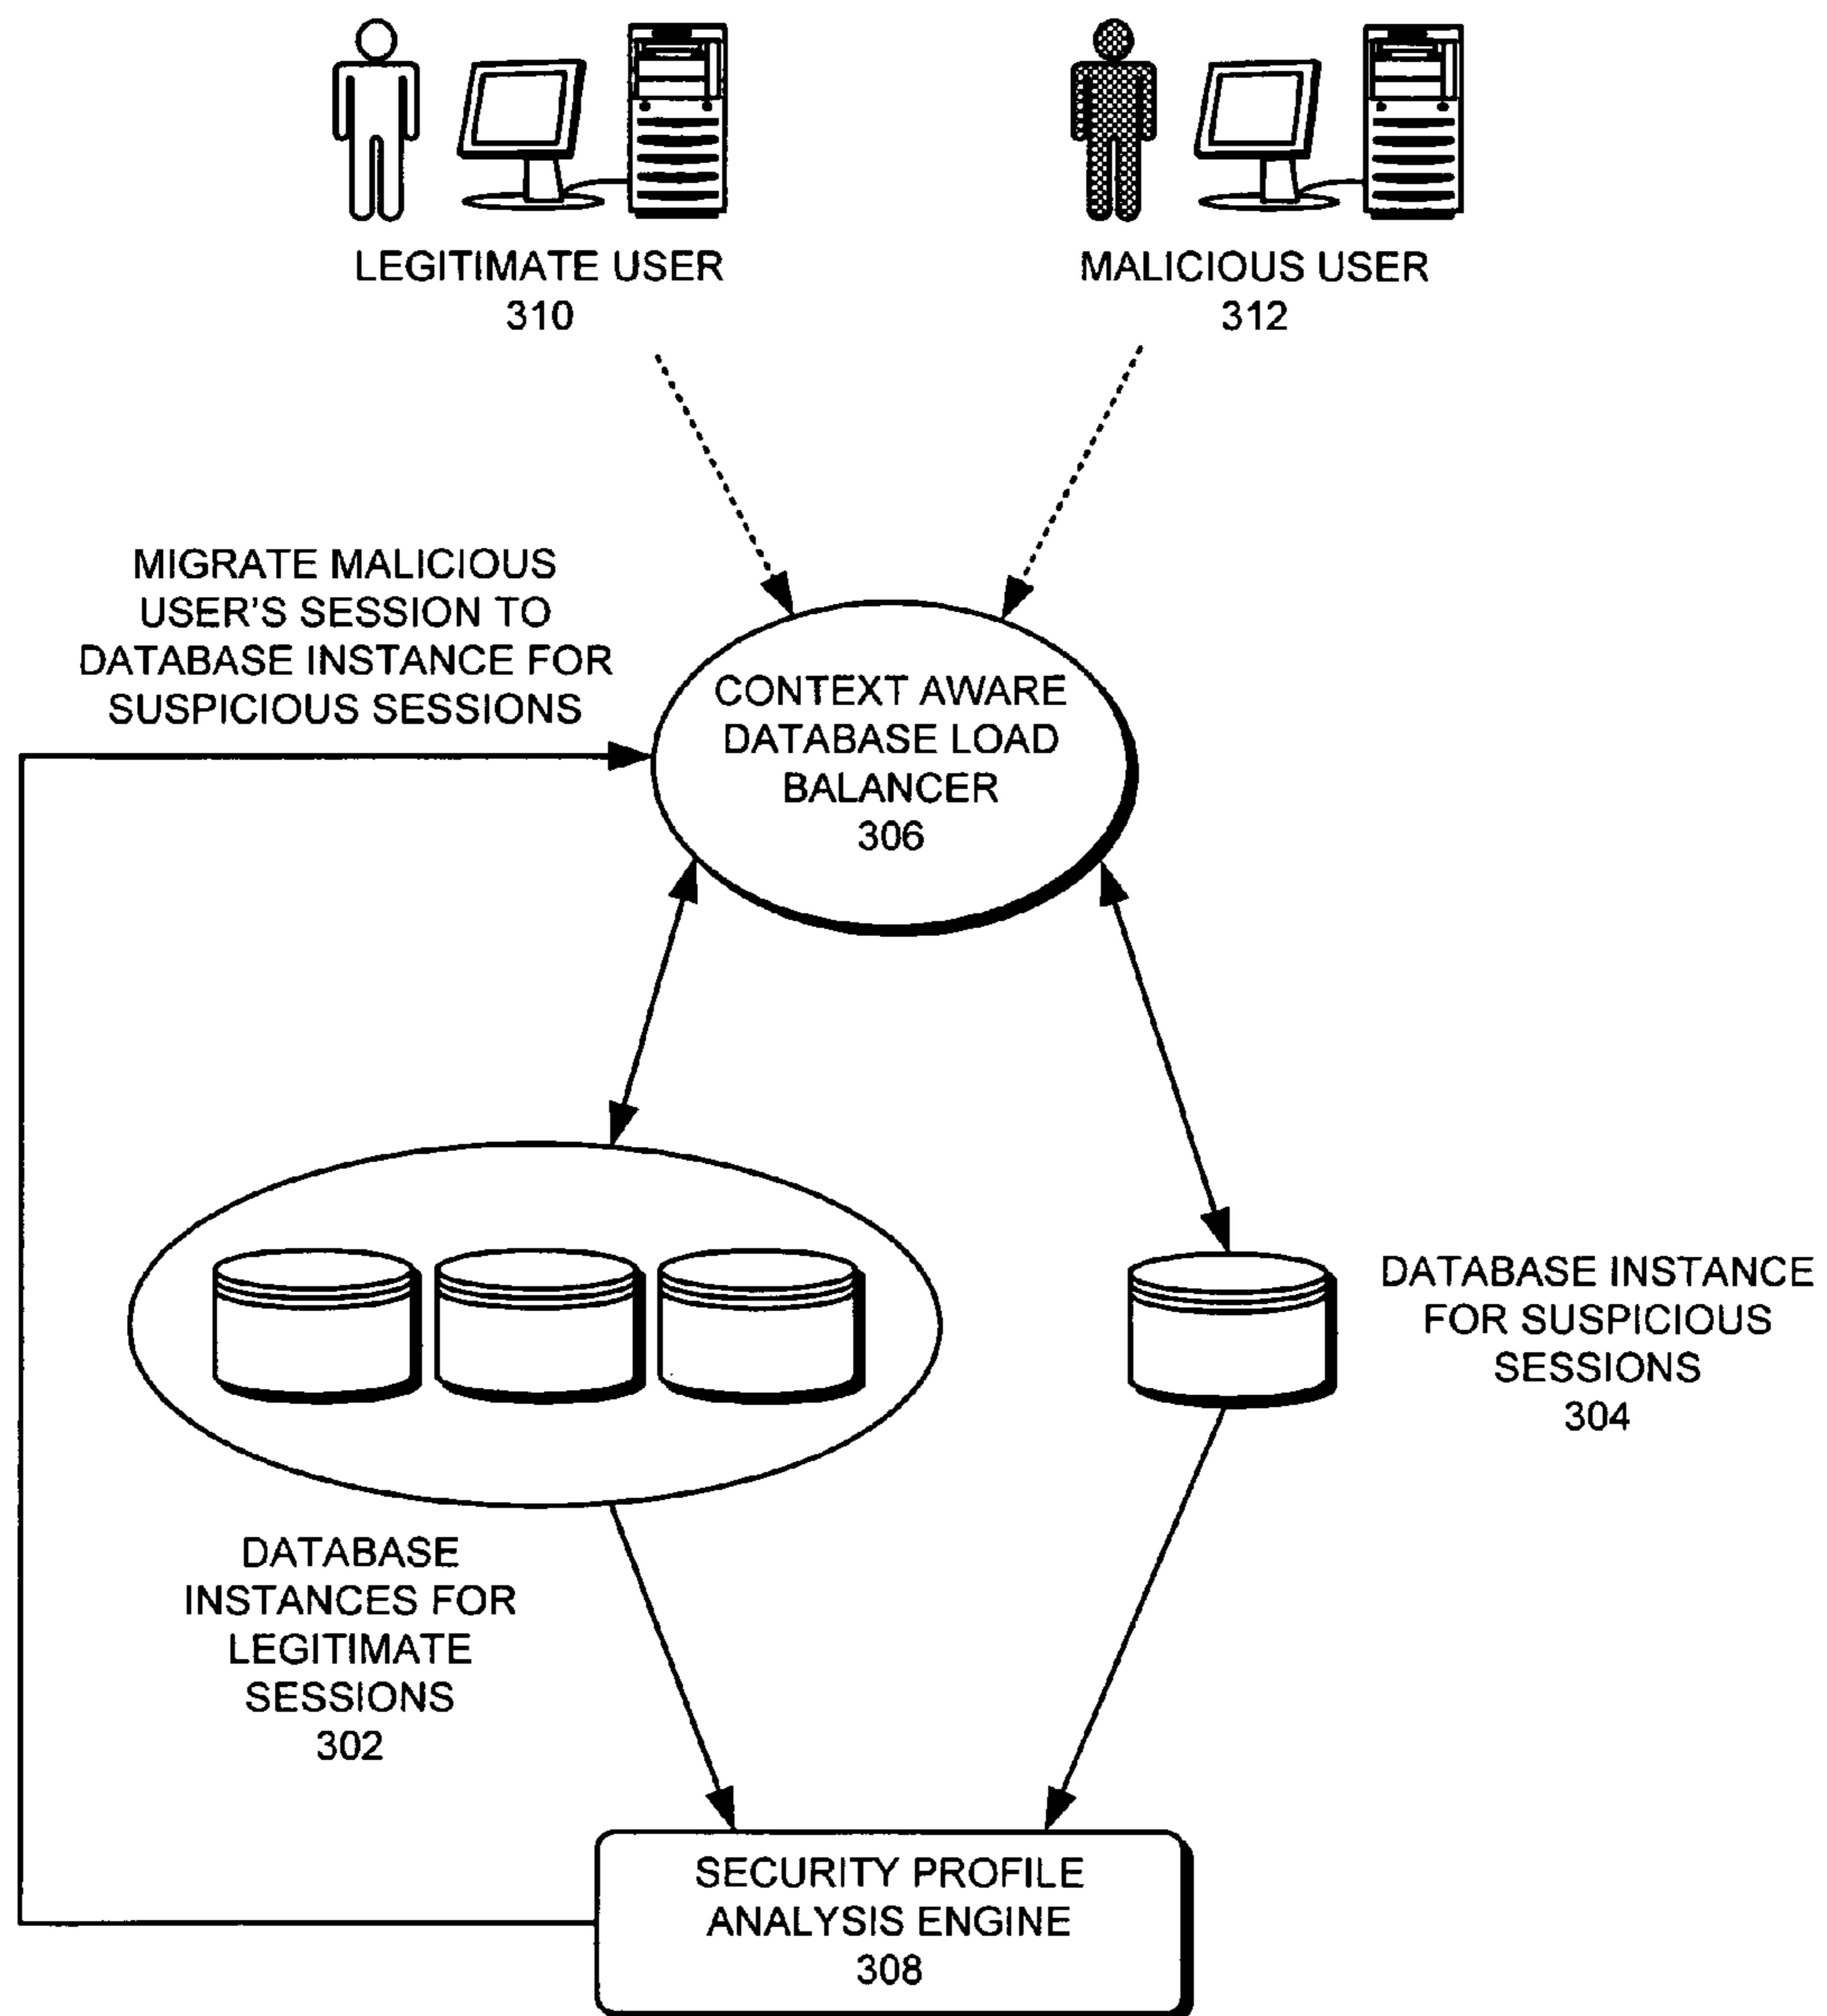 LEGITIMATE USER
310
MALICIOUS USER
312
MIGRATE MALICIOUS
USER'S SESSION TO
DATABASE INSTANCE FOR
SUSPICIOUS SESSIONS
CONTEXT AWARE
DATABASE LOAD
BALANCER
306
DATABASE INSTANCE
FOR SUSPICIOUS
SESSIONS
304
DATABASE
INSTANCES FOR
LEGITIMATE
SESSIONS
302
SECURITY PROFILE
ANALYSIS ENGINE
308